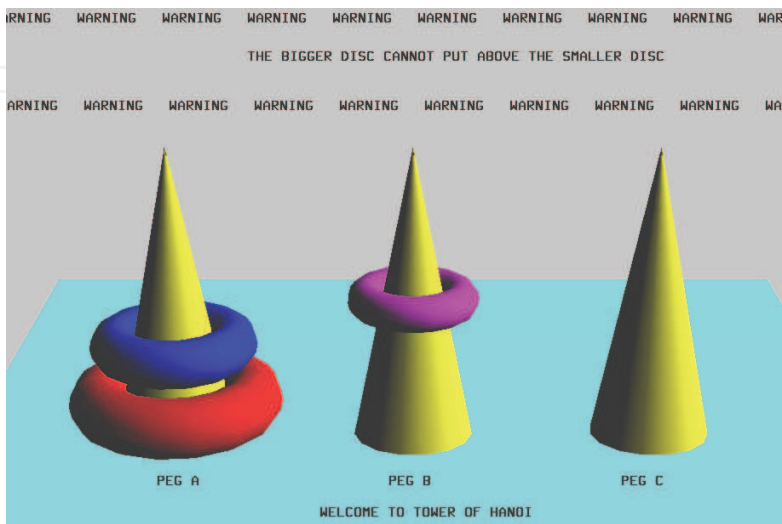 WARNING WARNING WARNING WARNING WARNING WARNING WARNING WARNING
THE BIGGER DISC CANNOT PUT ABOVE THE SMALLER DISC
WARNING WARNING WARNING WARNING WARNING WARNING WARNING WARNING
PEG A PEG B PEG C
WELCOME TO TOWER OF HANOI